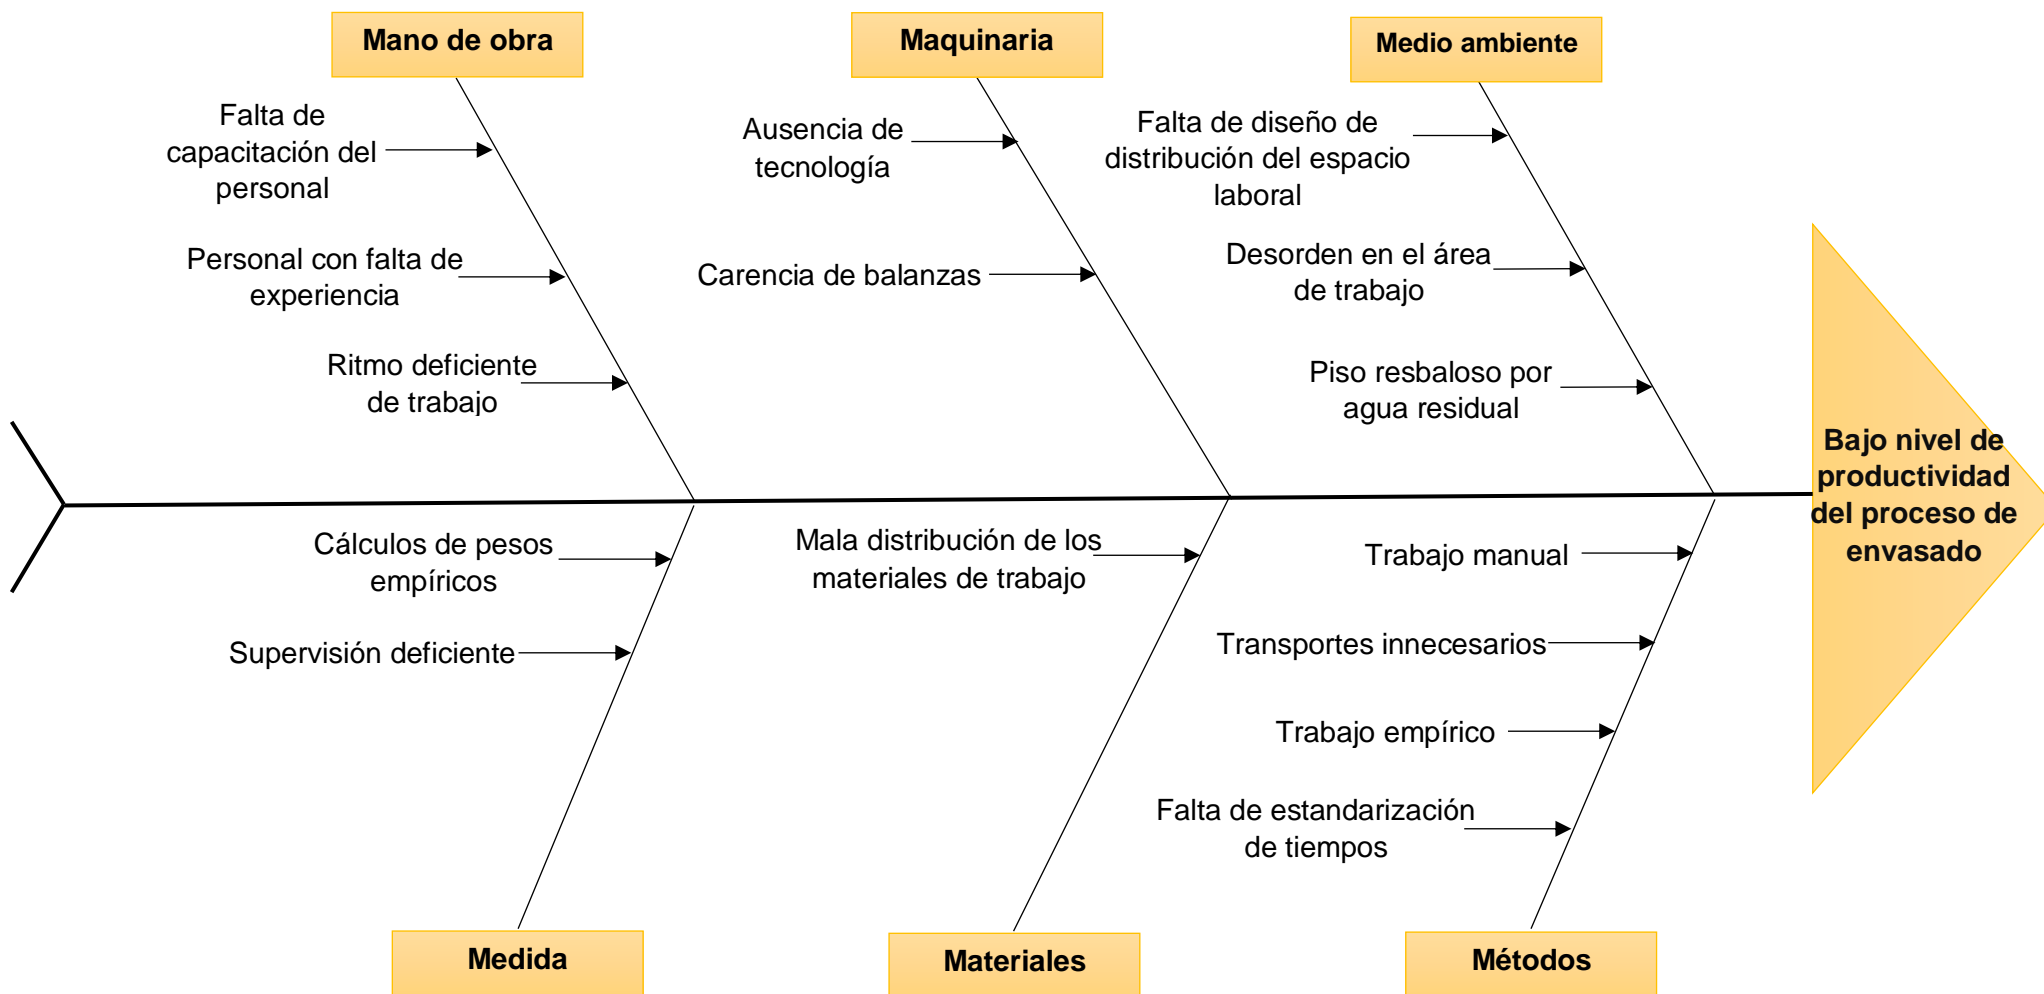 Mano de obra
Maquinaria
Medio ambiente
Falta de
capacitación del
personal
Personal con falta de
experiencia
Ritmo deficiente
de trabajo
Ausencia de
tecnología
Carencia de balanzas
Falta de diseño de
distribución del espacio
laboral
Desorden en el área
de trabajo
Piso resbaloso por
agua residual
Bajo nivel de
productividad
del proceso de
envasado
Cálculos de pesos
empíricos
Supervisión deficiente
Mala distribución de los
materiales de trabajo
Trabajo manual
Transportes innecesarios
Trabajo empírico
Falta de estandarización
de tiempos
Medida
Materiales
Métodos